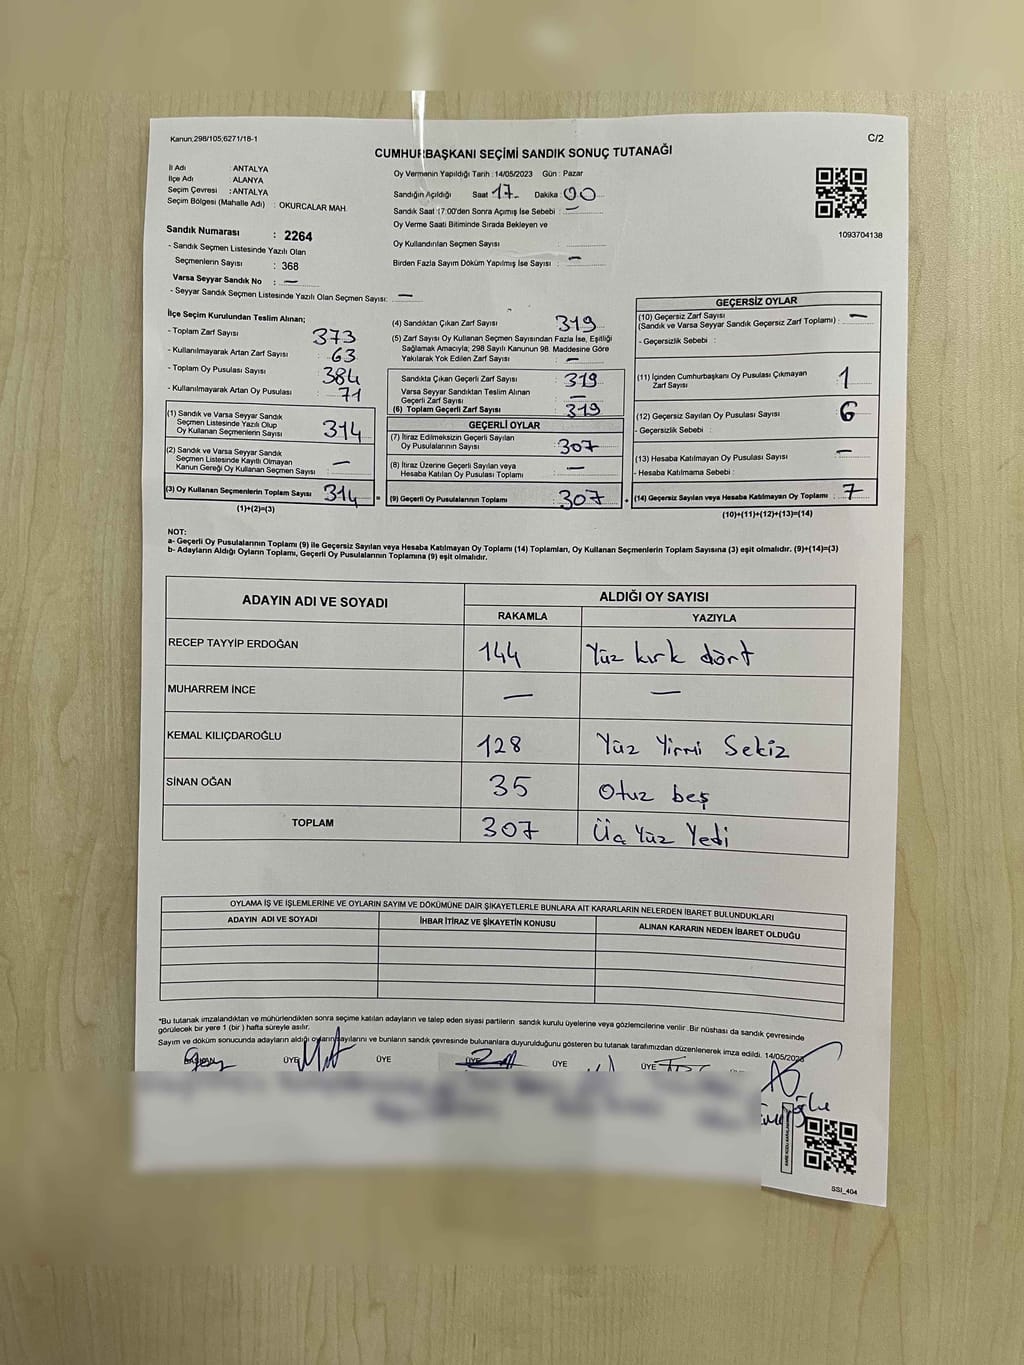 Kanun.298/105;6271/18-1
C/2
CUMHURBAŞKANI SEÇİMİ SANDIK SONUÇ TUTANAĞI
İl Adı : ANTALYA
İlçe Adı : ALANYA
Seçim Çevresi : ANTALYA
Seçim Bölgesi (Mahalle Adı) : OKURCALAR MAH.
Oy Vermenin Yapıldığı Tarih : 14/05/2023 Gün : Pazar
Sandığın Açıldığı Saat 17 Dakika : 00
Sandık Saat 17:00'den Sonra Açımış İse Sebebi : —
Oy Verme Saati Bitiminde Sırada Bekleyen ve
Oy Kullandırılan Seçmen Sayısı :
Birden Fazla Sayım Döküm Yapılmış İse Sayısı : —
1093704138
Sandık Numarası : 2264
- Sandık Seçmen Listesinde Yazılı Olan
Seçmenlerin Sayısı : 368
Varsa Seyyar Sandık No : —
- Seyyar Sandık Seçmen Listesinde Yazılı Olan Seçmen Sayısı: —
İlçe Seçim Kurulundan Teslim Alınan;
- Toplam Zarf Sayısı 373
- Kullanılmayarak Artan Zarf Sayısı : 63
- Toplam Oy Pusulası Sayısı 384
- Kullanılmayarak Artan Oy Pusulası : 71
(1) Sandık ve Varsa Seyyar Sandık
Seçmen Listesinde Yazılı Olup
Oy Kullanan Seçmenlerin Sayısı 314
(2) Sandık ve Varsa Seyyar Sandık
Seçmen Listesinde Kayıtlı Olmayan
Kanun Gereği Oy Kullanan Seçmen Sayısı : —
(3) Oy Kullanan Seçmenlerin Toplam Sayısı 314 =
(1)+(2)=(3)
(4) Sandıktan Çıkan Zarf Sayısı 319
(5) Zarf Sayısı Oy Kullanan Seçmen Sayısından Fazla İse, Eşitliği
Sağlamak Amacıyla; 298 Sayılı Kanunun 98. Maddesine Göre
Yakılarak Yok Edilen Zarf Sayısı : —
Sandıkta Çıkan Geçerli Zarf Sayısı : 319
Varsa Seyyar Sandıktan Teslim Alınan
Geçerli Zarf Sayısı : —
(6) Toplam Geçerli Zarf Sayısı : 319
GEÇERLİ OYLAR
(7) İtiraz Edilmeksizin Geçerli Sayılan
Oy Pusulalarının Sayısı : 307
(8) İtiraz Üzerine Geçerli Sayılan veya
Hesaba Katılan Oy Pusulası Toplamı : —
(9) Geçerli Oy Pusulalarının Toplamı : 307 +
GEÇERSİZ OYLAR
(10) Geçersiz Zarf Sayısı
(Sandık ve Varsa Seyyar Sandık Geçersiz Zarf Toplamı) : —
- Geçersizlik Sebebi :
(11) İçinden Cumhurbaşkanı Oy Pusulası Çıkmayan
Zarf Sayısı : 1
(12) Geçersiz Sayılan Oy Pusulası Sayısı : 6
- Geçersizlik Sebebi :
(13) Hesaba Katılmayan Oy Pusulası Sayısı : —
- Hesaba Katılmama Sebebi :
(14) Geçersiz Sayılan veya Hesaba Katılmayan Oy Toplamı : 7
(10)+(11)+(12)+(13)=(14)
NOT:
a- Geçerli Oy Pusulalarının Toplamı (9) ile Geçersiz Sayılan veya Hesaba Katılmayan Oy Toplamı (14) Toplamları, Oy Kullanan Seçmenlerin Toplam Sayısına (3) eşit olmalıdır. (9)+(14)=(3)
b- Adayların Aldığı Oyların Toplamı, Geçerli Oy Pusulalarının Toplamına (9) eşit olmalıdır.
ADAYIN ADI VE SOYADI ALDIĞI OY SAYISI
RAKAMLA YAZIYLA
RECEP TAYYİP ERDOĞAN 144 Yüz kırk dört
MUHARREM İNCE — —
KEMAL KILIÇDAROĞLU 128 Yüz Yirmi Sekiz
SİNAN OĞAN 35 Otuz beş
TOPLAM 307 Üç Yüz Yedi
OYLAMA İŞ VE İŞLEMLERİNE VE OYLARIN SAYIM VE DÖKÜMÜNE DAİR ŞİKAYETLERLE BUNLARA AİT KARARLARIN NELERDEN İBARET BULUNDUKLARI
ADAYIN ADI VE SOYADI İHBAR İTİRAZ VE ŞİKAYETİN KONUSU ALINAN KARARIN NEDEN İBARET OLDUĞU
*Bu tutanak imzalandıktan ve mühürlendikten sonra seçime katılan adayların ve talep eden siyasi partilerin sandık kurulu üyelerine veya gözlemcilerine verilir .Bir nüshası da sandık çevresinde
görülecek bir yere 1 (bir ) hafta süreyle asılır.
Sayım ve döküm sonucunda adayların aldığı oyların sayılarını ve bunların sandık çevresinde bulunanlara duyurulduğunu gösteren bu tutanak tarafımızdan düzenlenerek imza edildi. 14/05/2023
BAŞKAN ÜYE ÜYE ÜYE ÜYE ÜYE
SSI_404